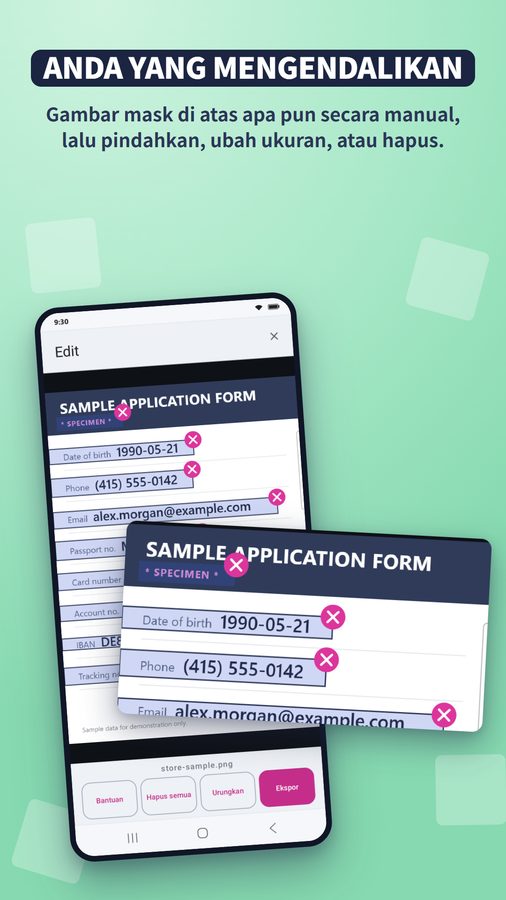 ANDA YANG MENGENDALIKAN
Gambar mask di atas apa pun secara manual,
lalu pindahkan, ubah ukuran, atau hapus.
9:30
Edit
SAMPLE APPLICATION FORM
* SPECIMEN *
Date of birth 1990-05-21
Phone (415) 555-0142
Email alex.morgan@example.com
Passport no.
Card number
Account no.
IBAN
Tracking
Sample data for demonstration only.
SAMPLE APPLICATION FORM
* SPECIMEN *
Date of birth 1990-05-21
Phone (415) 555-0142
Email alex.morgan@example.com
store-sample.png
Bantuan
Hapus semua
Urungkan
Ekspor